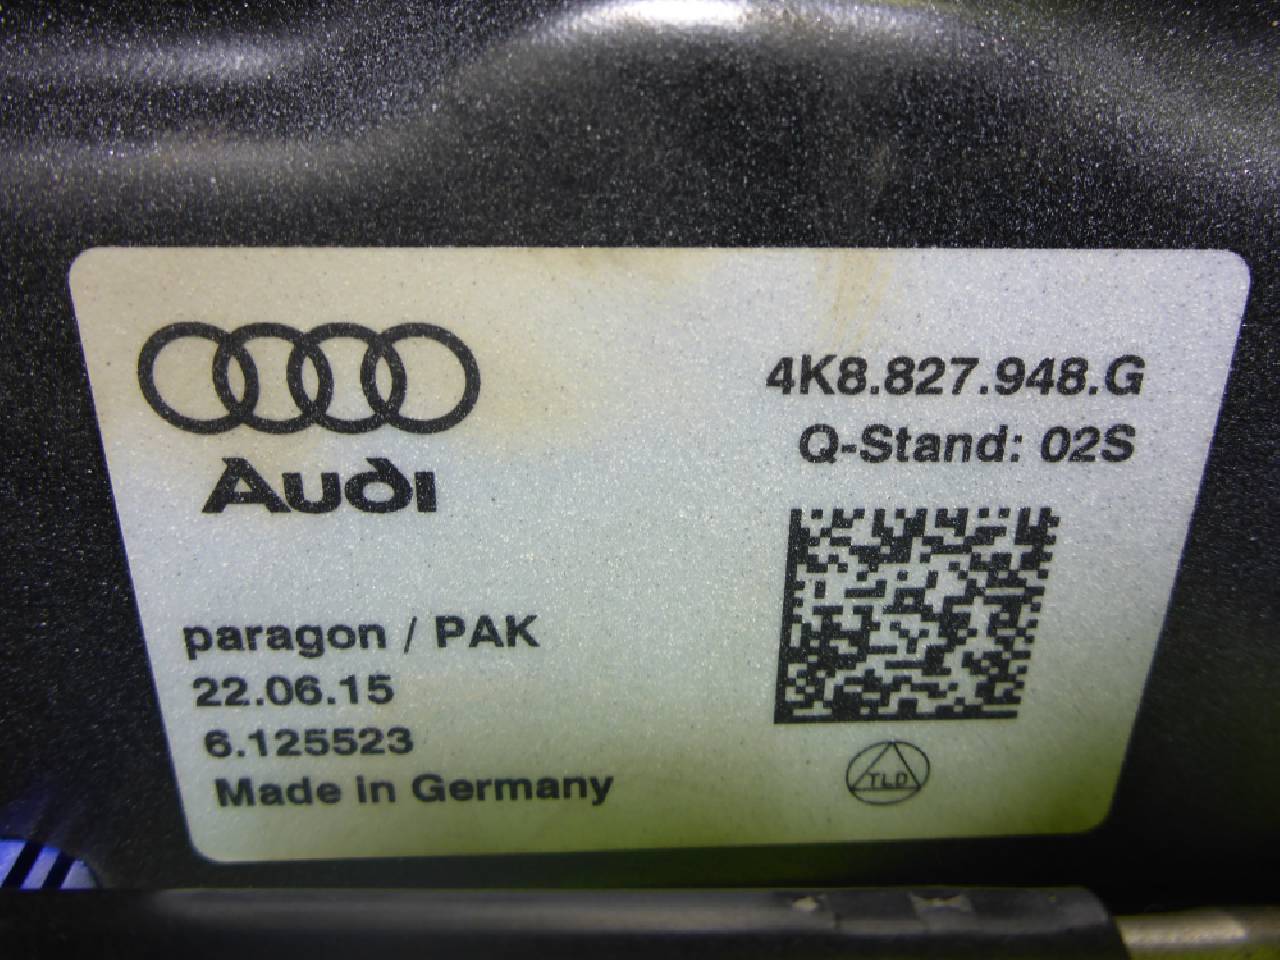 Audi
4K8.827.948.G
Q-Stand: 02S
paragon / PAK
22.06.15
6.125523
Made in Germany
TLD